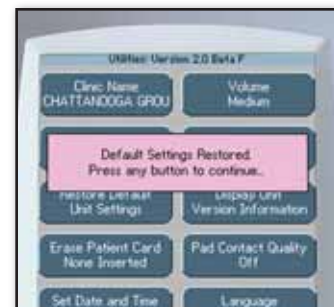 Utilities: Version 2.0 Beta F
Clinic Name
CHATTANOOGA GROU
Volume
Medium
Default Settings Restored.
Press any button to continue...
Restore Default
Unit Settings
Display Unit
Version Information
Erase Patient Card
None Inserted
Pad Contact Quality
Off
Set Date and Time
Language